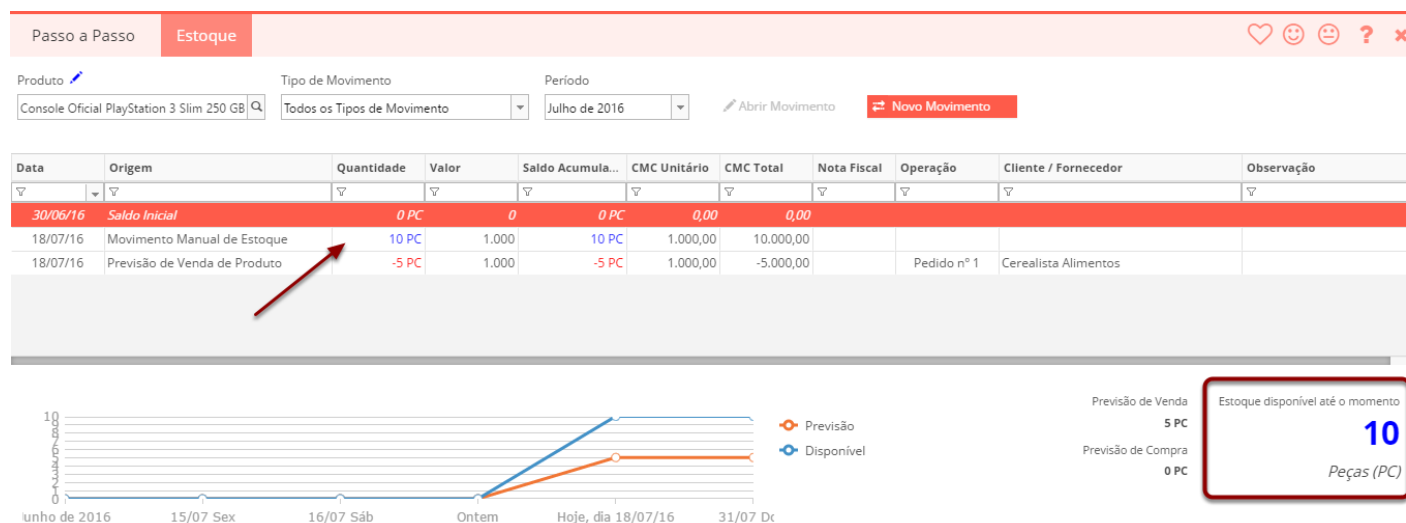 Passo a Passo Estoque ?
Produto Tipo de Movimento Período
Console Oficial PlayStation 3 Slim 250 GB Todos os Tipos de Movimento Julho de 2016 Abrir Movimento Novo Movimento
Data Origem Quantidade Valor Saldo Acumula... CMC Unitário CMC Total Nota Fiscal Operação Cliente / Fornecedor Observação
30/06/16 Saldo Inicial 0 PC 0 0 PC 0,00 0,00
18/07/16 Movimento Manual de Estoque 10 PC 1.000 10 PC 1.000,00 10.000,00
18/07/16 Previsão de Venda de Produto -5 PC 1.000 -5 PC 1.000,00 -5.000,00 Pedido nº 1 Cerealista Alimentos
Previsão de Venda Estoque disponível até o momento
5 PC
10
Previsão de Compra
0 PC
Peças (PC)
Previsão
Disponível
10
9
8
7
6
5
4
3
2
1
0
unho de 2016 15/07 Sex 16/07 Sáb Ontem Hoje, dia 18/07/16 31/07 Do